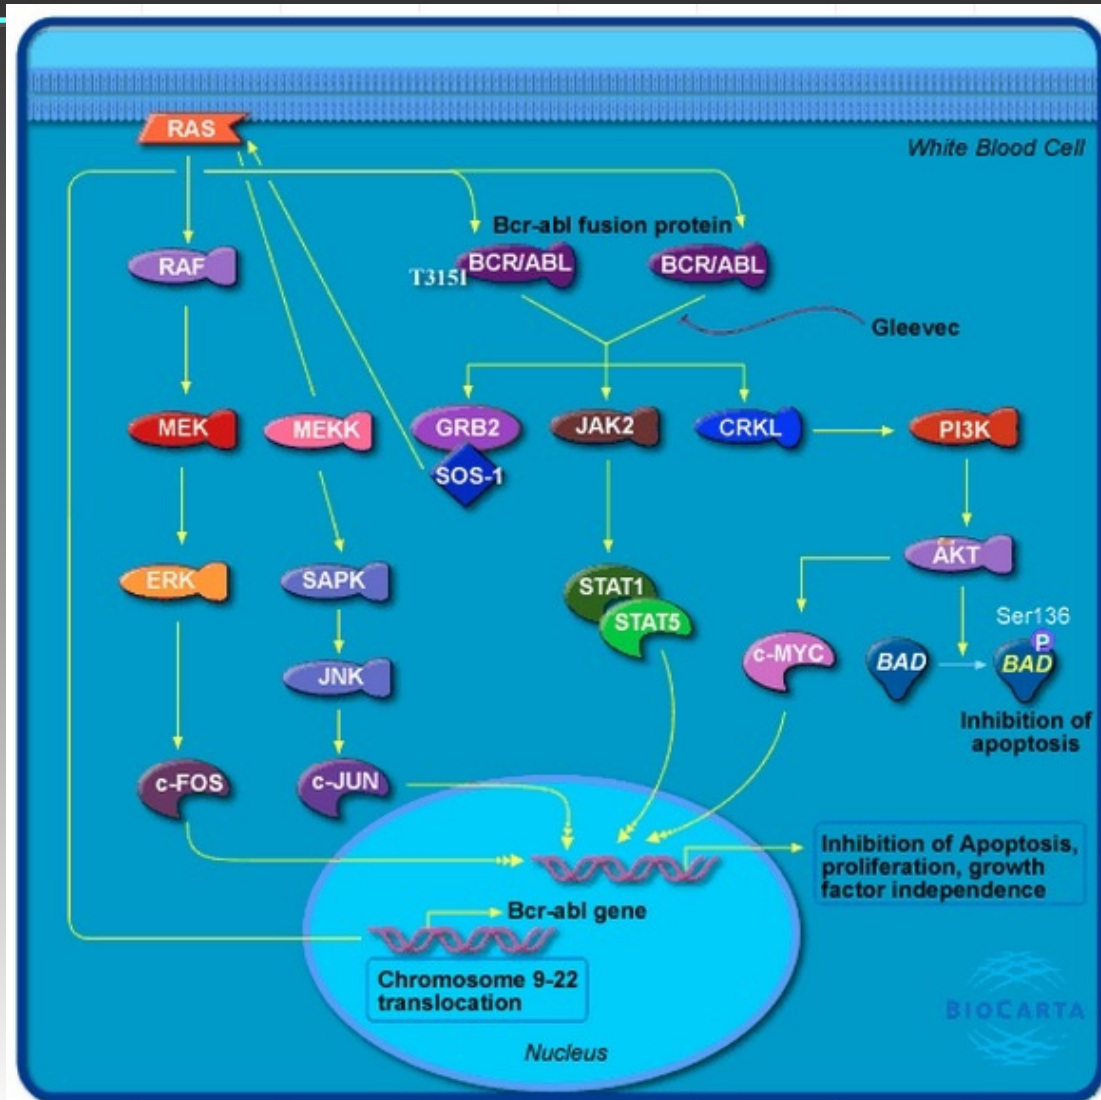 RAS
White Blood Cell
Bcr-abl fusion protein
RAF
T315I
BCR/ABL
BCR/ABL
Gleevec
MEK
MEKK
GRB2
JAK2
CRKL
PI3K
SOS-1
AKT
ERK
SAPK
STAT1
STAT5
Ser136
P
c-MYC
BAD
BAD
JNK
Inhibition of
apoptosis
c-FOS
c-JUN
Inhibition of Apoptosis,
proliferation, growth
factor independence
Bcr-abl gene
Chromosome 9-22
translocation
BIOCARTA
Nucleus